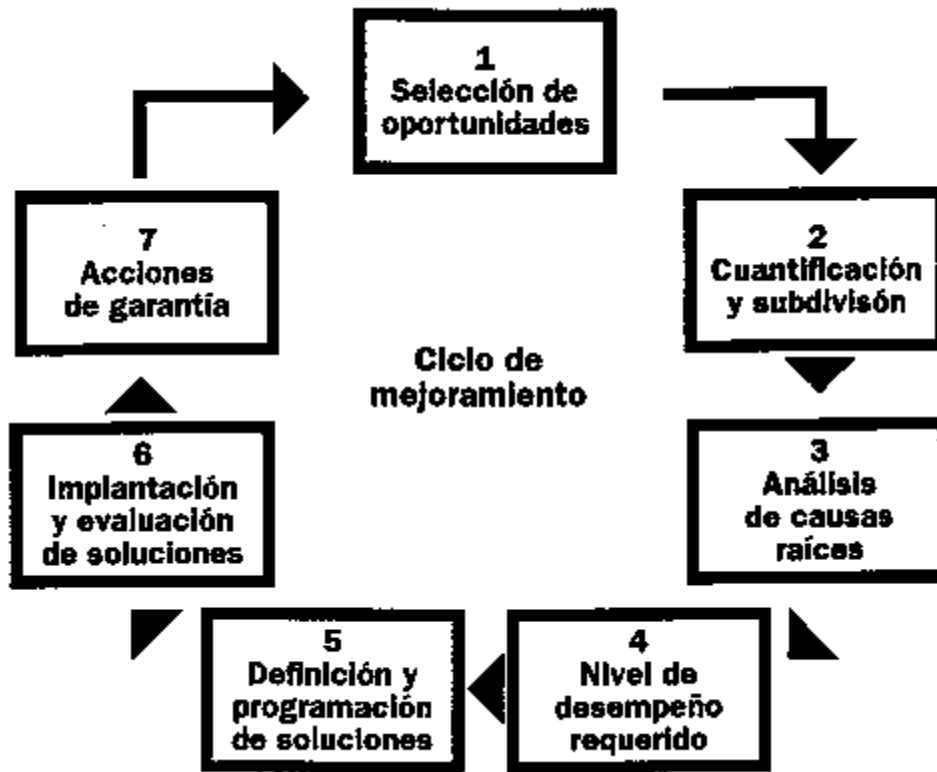 1
Selección de
oportunidades
2
Cuantificación
y subdivisón
3
Análisis
de causas
raíces
4
Nivel de
desempeño
requerido
5
Definición y
programación
de soluciones
6
Implantación
y evaluación
de soluciones
7
Acciones
de garantía
Ciclo de
mejoramiento